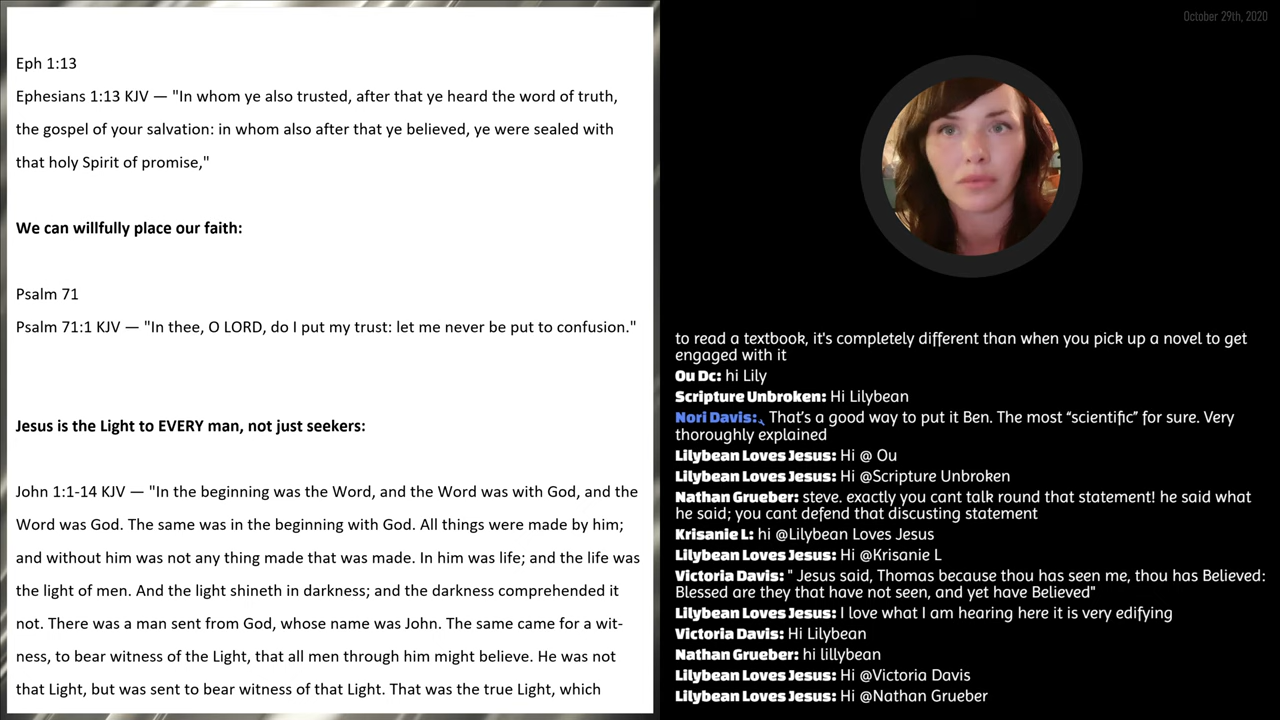 Eph 1:13
Ephesians 1:13 KJV — "In whom ye also trusted, after that ye heard the word of truth,
the gospel of your salvation: in whom also after that ye believed, ye were sealed with
that holy Spirit of promise,"
We can willfully place our faith:
Psalm 71
Psalm 71:1 KJV — "In thee, O LORD, do I put my trust: let me never be put to confusion."
Jesus is the Light to EVERY man, not just seekers:
John 1:1-14 KJV — "In the beginning was the Word, and the Word was with God, and the
Word was God. The same was in the beginning with God. All things were made by him;
and without him was not any thing made that was made. In him was life; and the life was
the light of men. And the light shineth in darkness; and the darkness comprehended it
not. There was a man sent from God, whose name was John. The same came for a wit-
ness, to bear witness of the Light, that all men through him might believe. He was not
that Light, but was sent to bear witness of that Light. That was the true Light, which
October 29th, 2020
to read a textbook, it's completely different than when you pick up a novel to get
engaged with it
Ou Dc: hi Lily
Scripture Unbroken: Hi Lilybean
Nori Davis: That's a good way to put it Ben. The most “scientific” for sure. Very
thoroughly explained
Lilybean Loves Jesus: Hi @ Ou
Lilybean Loves Jesus: Hi @Scripture Unbroken
Nathan Grueber: steve. exactly you cant talk round that statement! he said what
he said; you cant defend that discusting statement
Krisanie L: hi @Lilybean Loves Jesus
Lilybean Loves Jesus: Hi @Krisanie L
Victoria Davis: " Jesus said, Thomas because thou has seen me, thou has Believed:
Blessed are they that have not seen, and yet have Believed"
Lilybean Loves Jesus: I love what I am hearing here it is very edifying
Victoria Davis: Hi Lilybean
Nathan Grueber: hi lillybean
Lilybean Loves Jesus: Hi @Victoria Davis
Lilybean Loves Jesus: Hi @Nathan Grueber